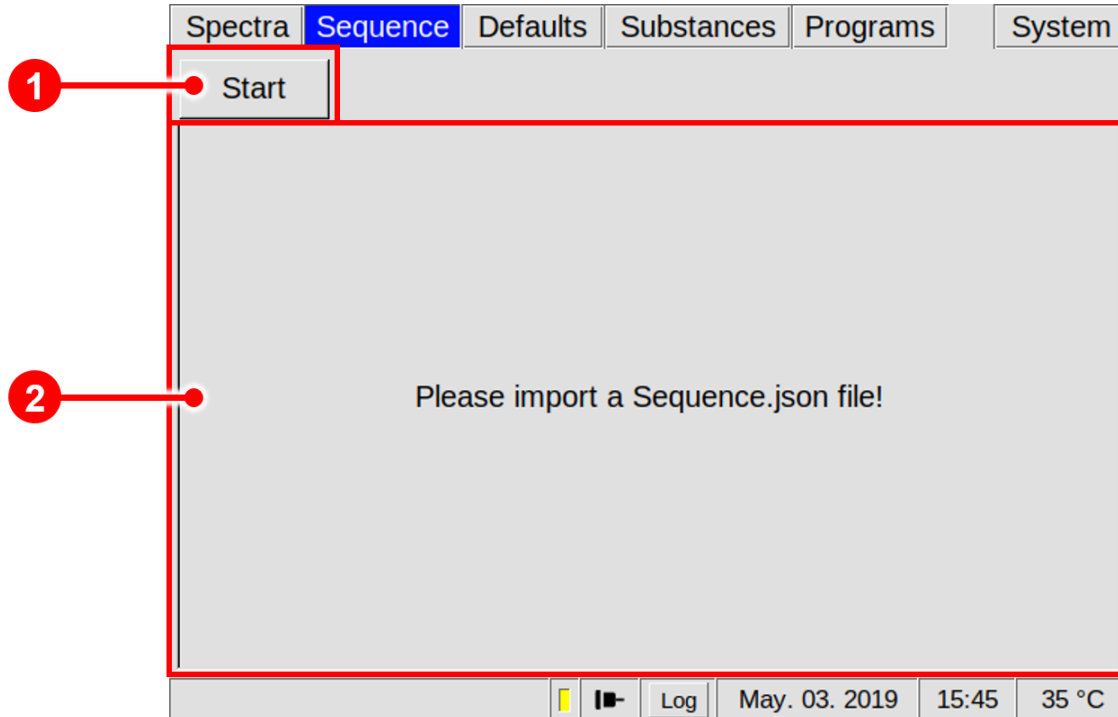 Spectra Sequence Defaults Substances Programs System
1 Start
2 Please import a Sequence.json file!
Log May. 03. 2019 15:45 35 °C